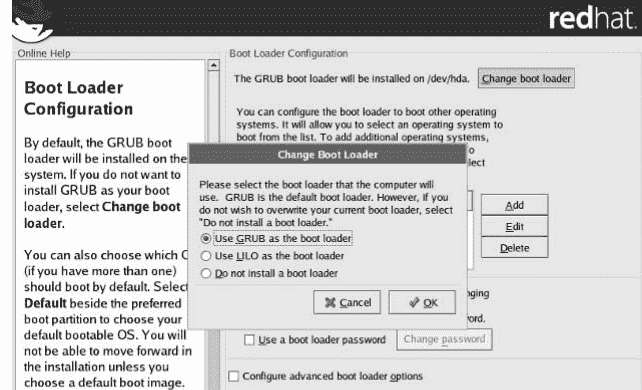 redhat.
Online Help
Boot Loader
Configuration
By default, the GRUB boot
loader will be installed on the
system. If you do not want to
install GRUB as your boot
loader, select Change boot
loader.
You can also choose which
(if you have more than one)
should boot by default. Select
Default beside the preferred
boot partition to choose your
default bootable OS. You will
not be able to move forward in
the installation unless you
choose a default boot image.
Boot Loader Configuration
The GRUB boot loader will be installed on /dev/hda.
Change boot loader
You can configure the boot loader to boot other operating
systems. It will allow you to select an operating system to
boot from the list. To add additional operating systems,
Change Boot Loader
Please select the boot loader that the computer will
use. GRUB is the default boot loader. However, if you
do not wish to overwrite your current boot loader, select
"Do not install a boot loader."
Use GRUB as the boot loader
Use LILO as the boot loader
Do not install a boot loader
Cancel
OK
Add
Edit
Delete
Use a boot loader password
Change password
Configure advanced boot loader options